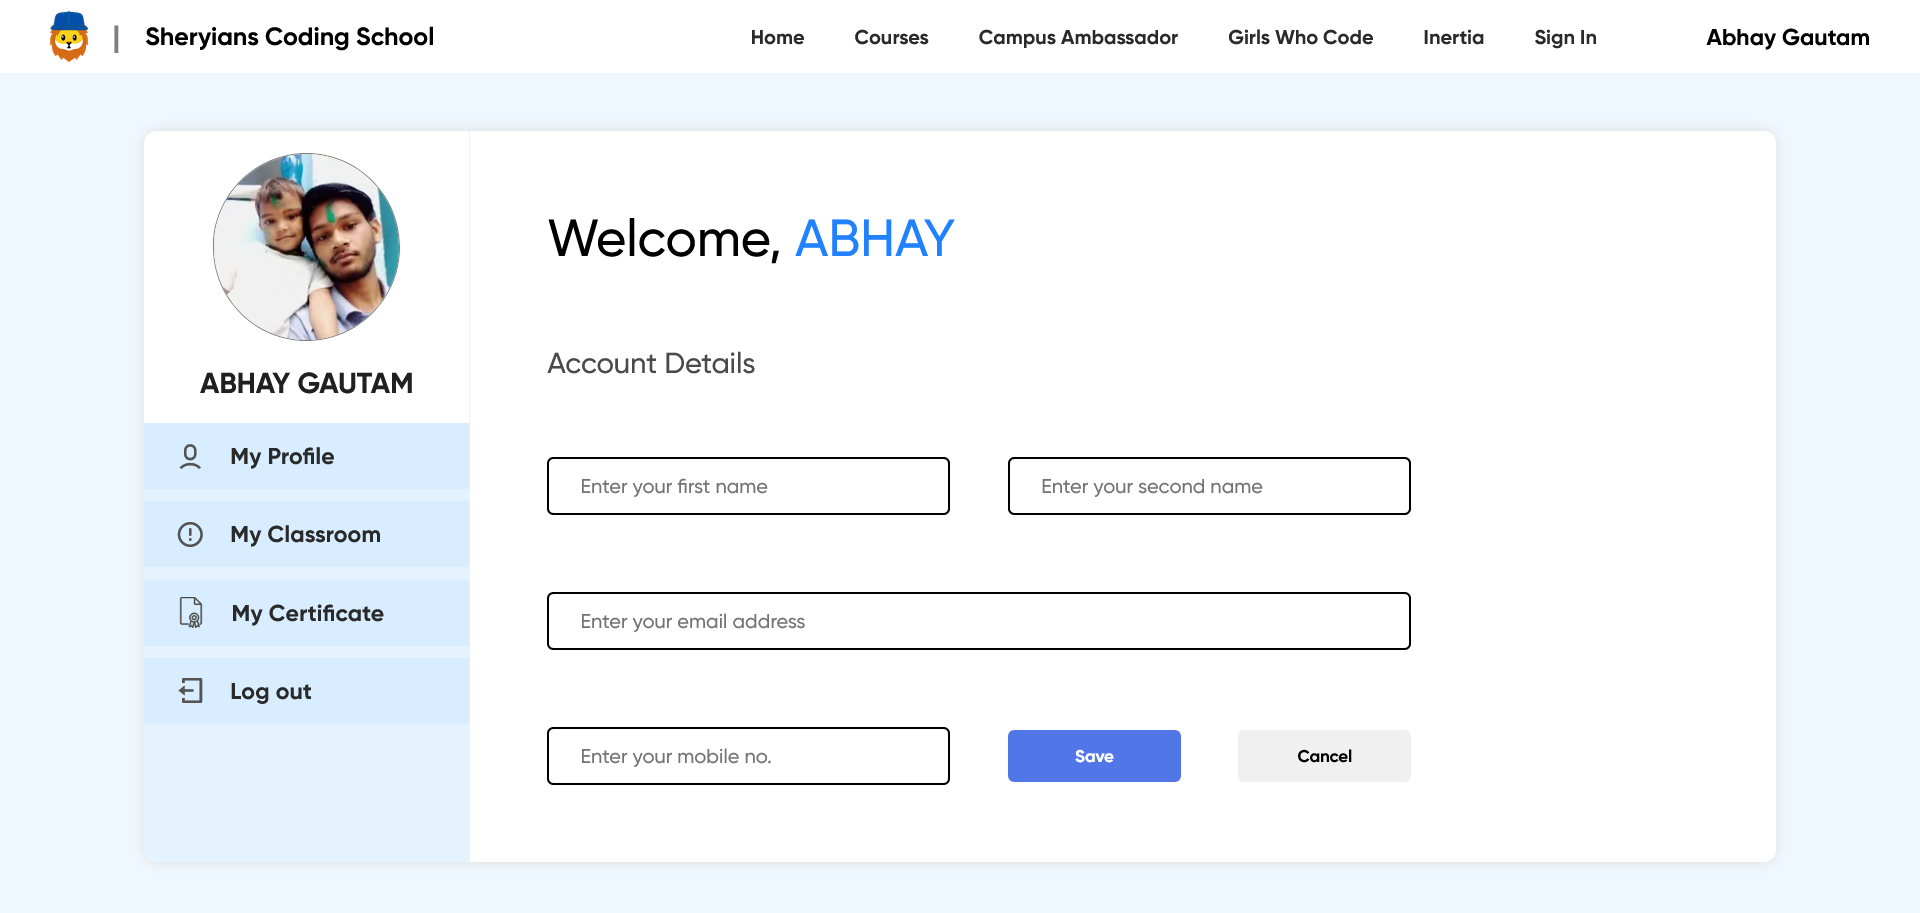 | Sheryians Coding School
Home Courses Campus Ambassador Girls Who Code Inertia Sign In Abhay Gautam
ABHAY GAUTAM
My Profile
My Classroom
My Certificate
Log out
Welcome, ABHAY
Account Details
Enter your first name
Enter your second name
Enter your email address
Enter your mobile no.
Save
Cancel